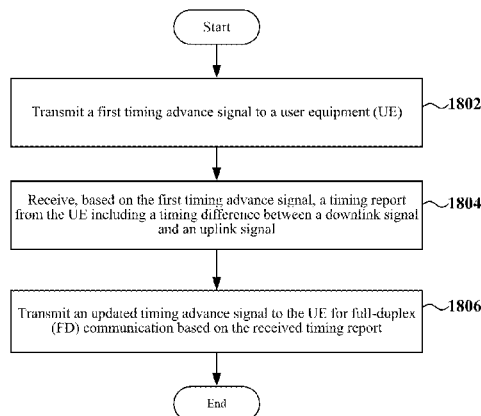 Start
Transmit a first timing advance signal to a user equipment (UE)
1802
Receive, based on the first timing advance signal, a timing report
from the UE including a timing difference between a downlink signal
and an uplink signal
1804
Transmit an updated timing advance signal to the UE for full-duplex
(FD) communication based on the received timing report
1806
End